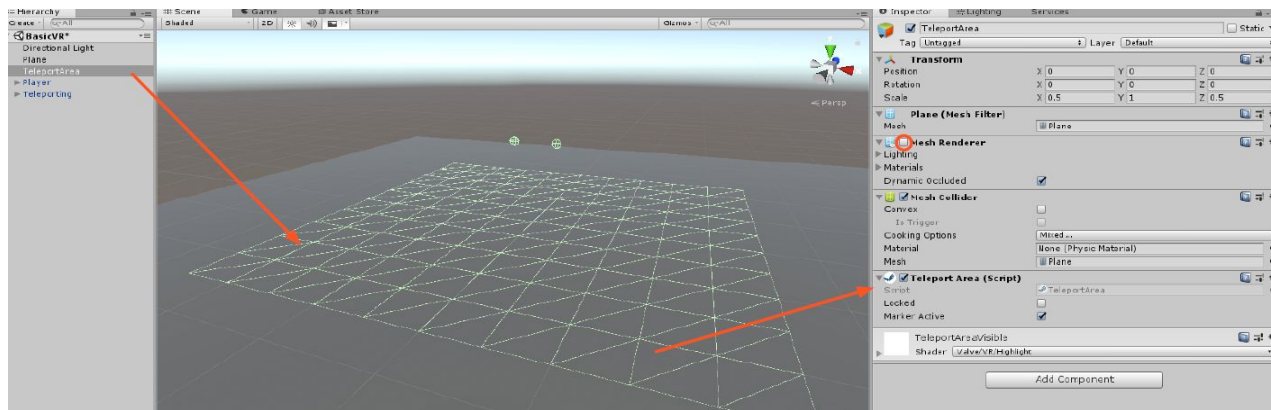 Hierarchy
Create
All
BasicVR*
Directional Light
Plane
TeleportArea
Player
Teleporting
Scene
Game
Asset Store
Shaded
2D
Gizmos
All
Persp
Inspector
Lighting
Services
TeleportArea
Static
Tag Untagged Layer Default
Transform
Position X 0 Y 0 Z 0
Rotation X 0 Y 0 Z 0
Scale X 0.5 Y 1 Z 0.5
Plane (Mesh Filter)
Mesh Plane
Mesh Renderer
Lighting
Materials
Dynamic Occluded
Mesh Collider
Convex
Is Trigger
Cooking Options Mixed ...
Material None (Physic Material)
Mesh Plane
Teleport Area (Script)
Script TeleportArea
Locked
Marker Active
TeleportAreaVisible
Shader Valve/VR/Highlight
Add Component